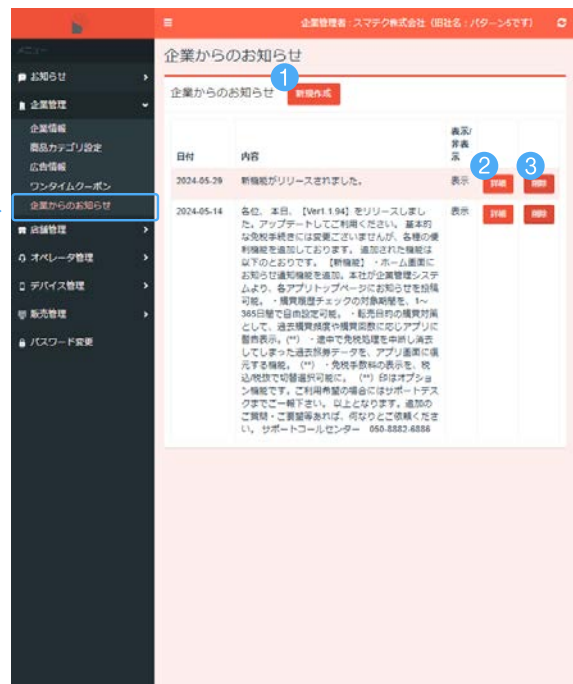 企業管理者:スマテク株式会社(旧社名:パターン5です)
メニュー
お知らせ
企業管理
企業情報
商品カテゴリ設定
広告情報
ワンタイムクーポン
企業からのお知らせ
店舗管理
オペレータ管理
デバイス管理
販売管理
パスワード変更
企業からのお知らせ
1
企業からのお知らせ 新規作成
日付 内容 表示/
非表
示
2 3
2024-05-29 新機能がリリースされました。 表示 詳細 削除
2024-05-14 各位、本日、【Ver1.1.94】をリリースしまし 表示 詳細 削除
た。アップデートしてご利用ください。 基本的
な免税手続きには変更ございませんが、各種の便
利機能を追加しております。 追加された機能は
以下のとおりです。 【新機能】 ・ホーム画面に
お知らせ通知機能を追加。本社が企業管理システ
ムより、各アプリトップページにお知らせを投稿
可能。 ・購買履歴チェックの対象期間を、1~
365日間で自由設定可能。 ・転売目的の購買対策
として、過去購買頻度や購買回数に応じアプリに
警告表示。(**) ・途中で免税処理を中断し消去
してしまった過去旅券データを、アプリ画面に復
元する機能。 (**) ・免税手数料の表示を、税
込/税抜で切替選択可能に。 (**) 印はオプショ
ン機能です。ご利用希望の場合にはサポートデス
クまでご一報下さい。 以上となります。追加の
ご質問・ご要望等あれば、何なりとご依頼くださ
い。 サポートコールセンター 050-8882-6886